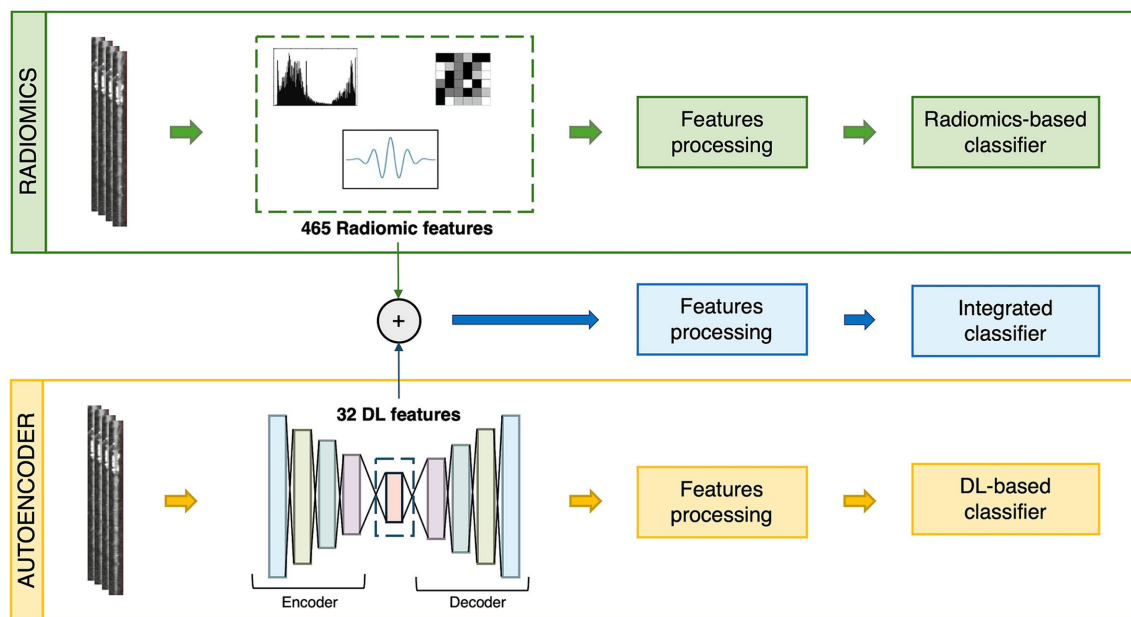 RADIOMICS
465 Radiomic features
Features
processing
Radiomics-based
classifier
+
Features
processing
Integrated
classifier
AUTOENCODER
32 DL features
Encoder
Decoder
Features
processing
DL-based
classifier